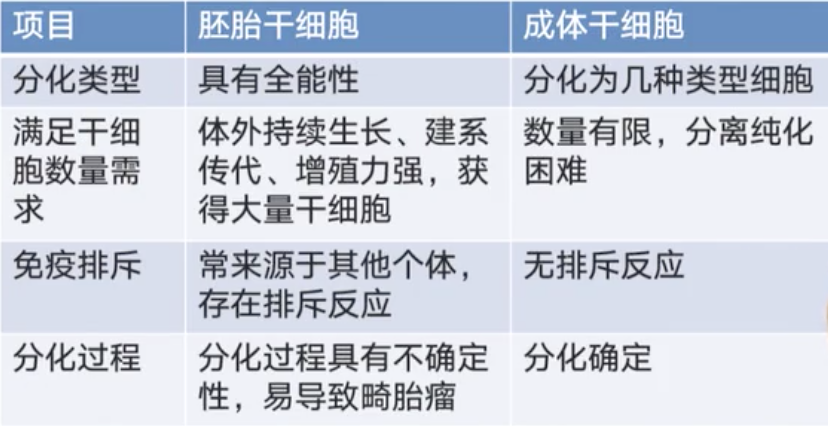 项目 胚胎干细胞 成体干细胞
分化类型 具有全能性 分化为几种类型细胞
满足干细 体外持续生长、建系 数量有限，分离纯化
胞数量需 传代、增殖力强，获 困难
求 得大量干细胞
免疫排斥 常来源于其他个体， 无排斥反应
存在排斥反应
分化过程 分化过程具有不确定 分化确定
性，易导致畸胎瘤